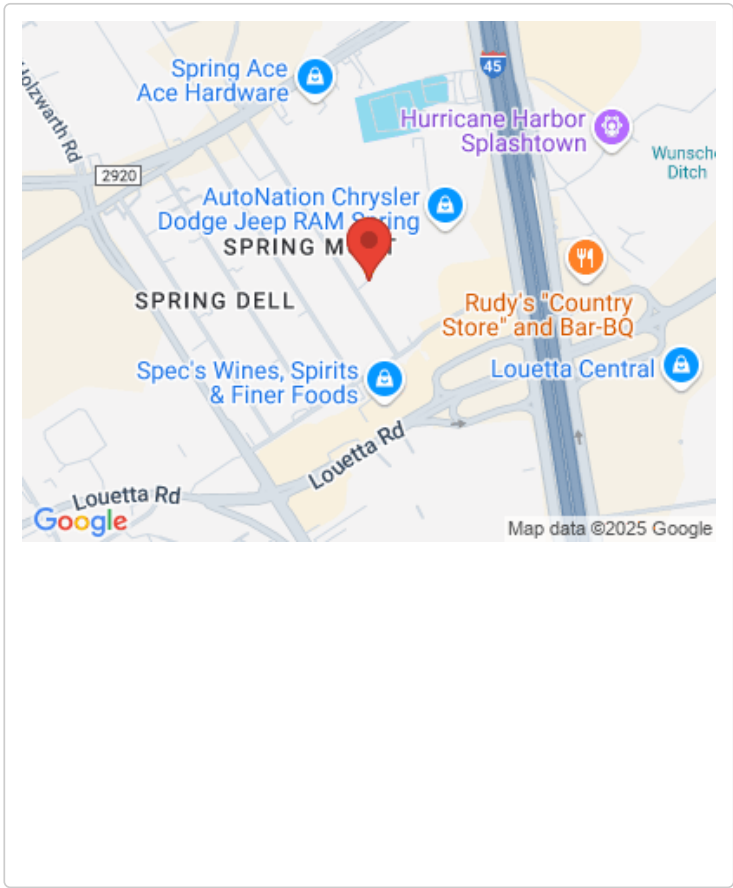 Spring Ace
Ace Hardware
45
Holzwarth Rd
Hurricane Harbor
Splashtown
Wunsche
Ditch
2920
AutoNation Chrysler
Dodge Jeep RAM Spring
SPRING M
SPRING DELL
Rudy's "Country
Store" and Bar-BQ
Spec's Wines, Spirits
& Finer Foods
Louetta Central
Louetta Rd
Louetta Rd
Google
Map data ©2025 Google